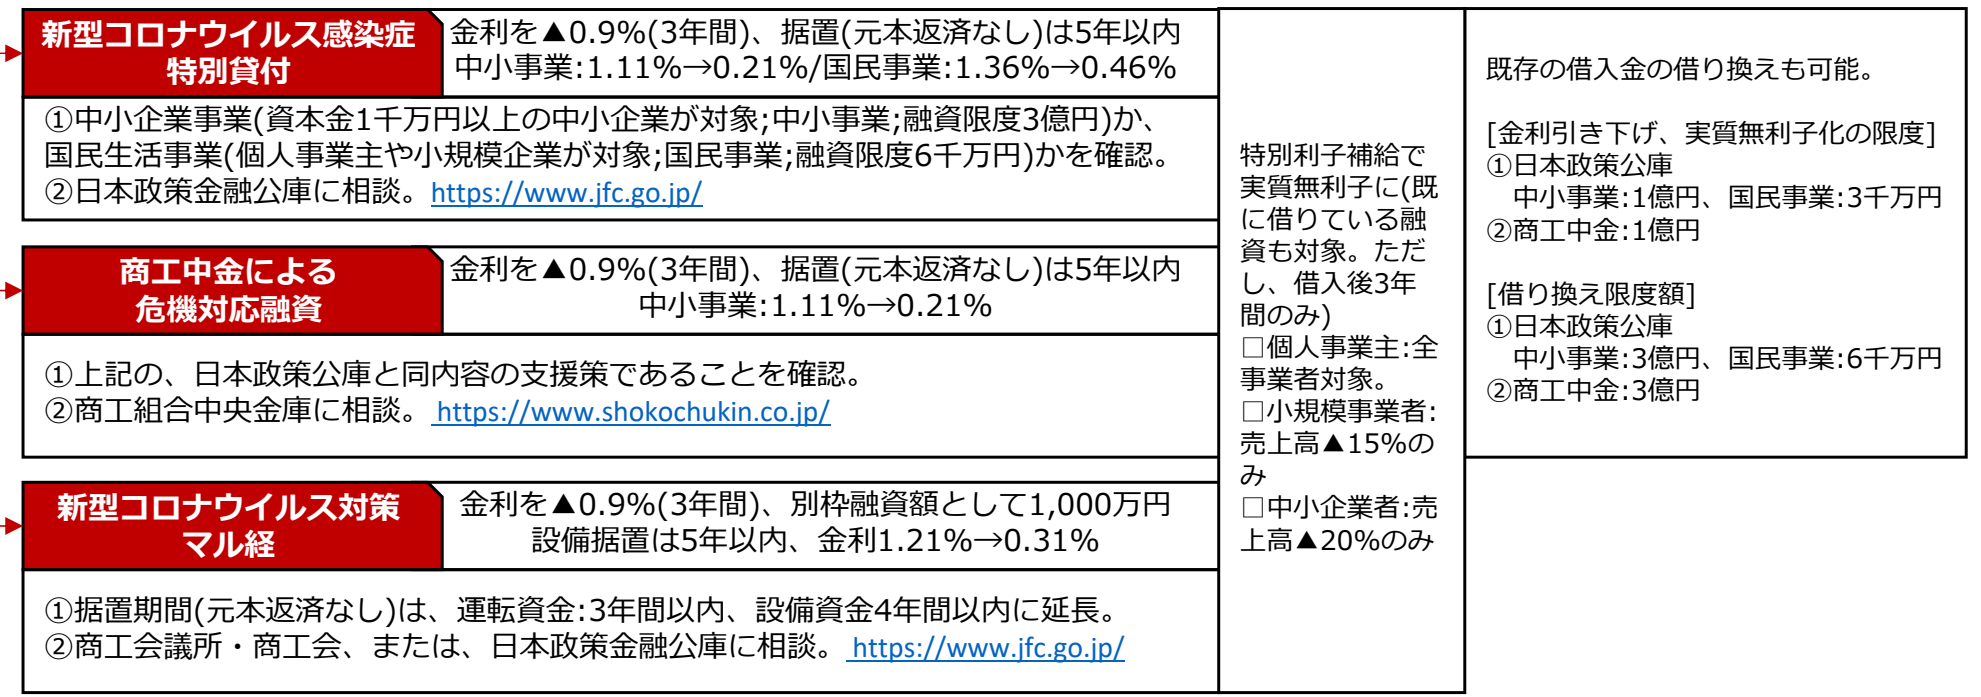 新型コロナウイルス感染症
特別貸付
金利を▲0.9%(3年間)、据置(元本返済なし)は5年以内
中小事業:1.11%→0.21%/国民事業:1.36%→0.46%
①中小企業事業(資本金1千万円以上の中小企業が対象;中小事業;融資限度3億円)か、
国民生活事業(個人事業主や小規模企業が対象;国民事業;融資限度6千万円)かを確認。
②日本政策金融公庫に相談。https://www.jfc.go.jp/
商工中金による
危機対応融資
金利を▲0.9%(3年間)、据置(元本返済なし)は5年以内
中小事業:1.11%→0.21%
①上記の、日本政策公庫と同内容の支援策であることを確認。
②商工組合中央金庫に相談。 https://www.shokochukin.co.jp/
新型コロナウイルス対策
マル経
金利を▲0.9%(3年間)、別枠融資額として1,000万円
設備据置は5年以内、金利1.21%→0.31%
①据置期間(元本返済なし)は、運転資金:3年間以内、設備資金4年間以内に延長。
②商工会議所・商工会、または、日本政策金融公庫に相談。 https://www.jfc.go.jp/
特別利子補給で
実質無利子に(既
に借りている融
資も対象。ただ
し、借入後3年
間のみ)
□個人事業主:全
事業者対象。
□小規模事業者:
売上高▲15%の
み
□中小企業者:売
上高▲20%のみ
既存の借入金の借り換えも可能。
[金利引き下げ、実質無利子化の限度]
①日本政策公庫
中小事業:1億円、国民事業:3千万円
②商工中金:1億円
[借り換え限度額]
①日本政策公庫
中小事業:3億円、国民事業:6千万円
②商工中金:3億円